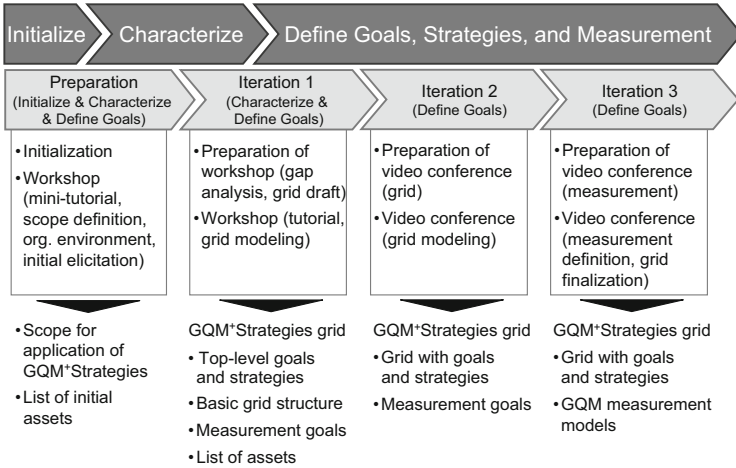 Initialize
Characterize
Define Goals, Strategies, and Measurement
Preparation
(Initialize & Characterize
& Define Goals)
•Initialization
•Workshop
(mini-tutorial,
scope definition,
org. environment,
initial elicitation)
•Scope for
application of
GQM+Strategies
•List of initial
assets
Iteration 1
(Characterize &
Define Goals)
•Preparation of
workshop (gap
analysis, grid draft)
•Workshop (tutorial,
grid modeling)
GQM+Strategies grid
•Top-level goals
and strategies
•Basic grid structure
•Measurement goals
•List of assets
Iteration 2
(Define Goals)
•Preparation of
video conference
(grid)
•Video conference
(grid modeling)
GQM+Strategies grid
•Grid with goals
and strategies
•Measurement goals
Iteration 3
(Define Goals)
•Preparation of
video conference
(measurement)
•Video conference
(measurement
definition, grid
finalization)
GQM+Strategies grid
•Grid with goals
and strategies
•GQM measurement
models